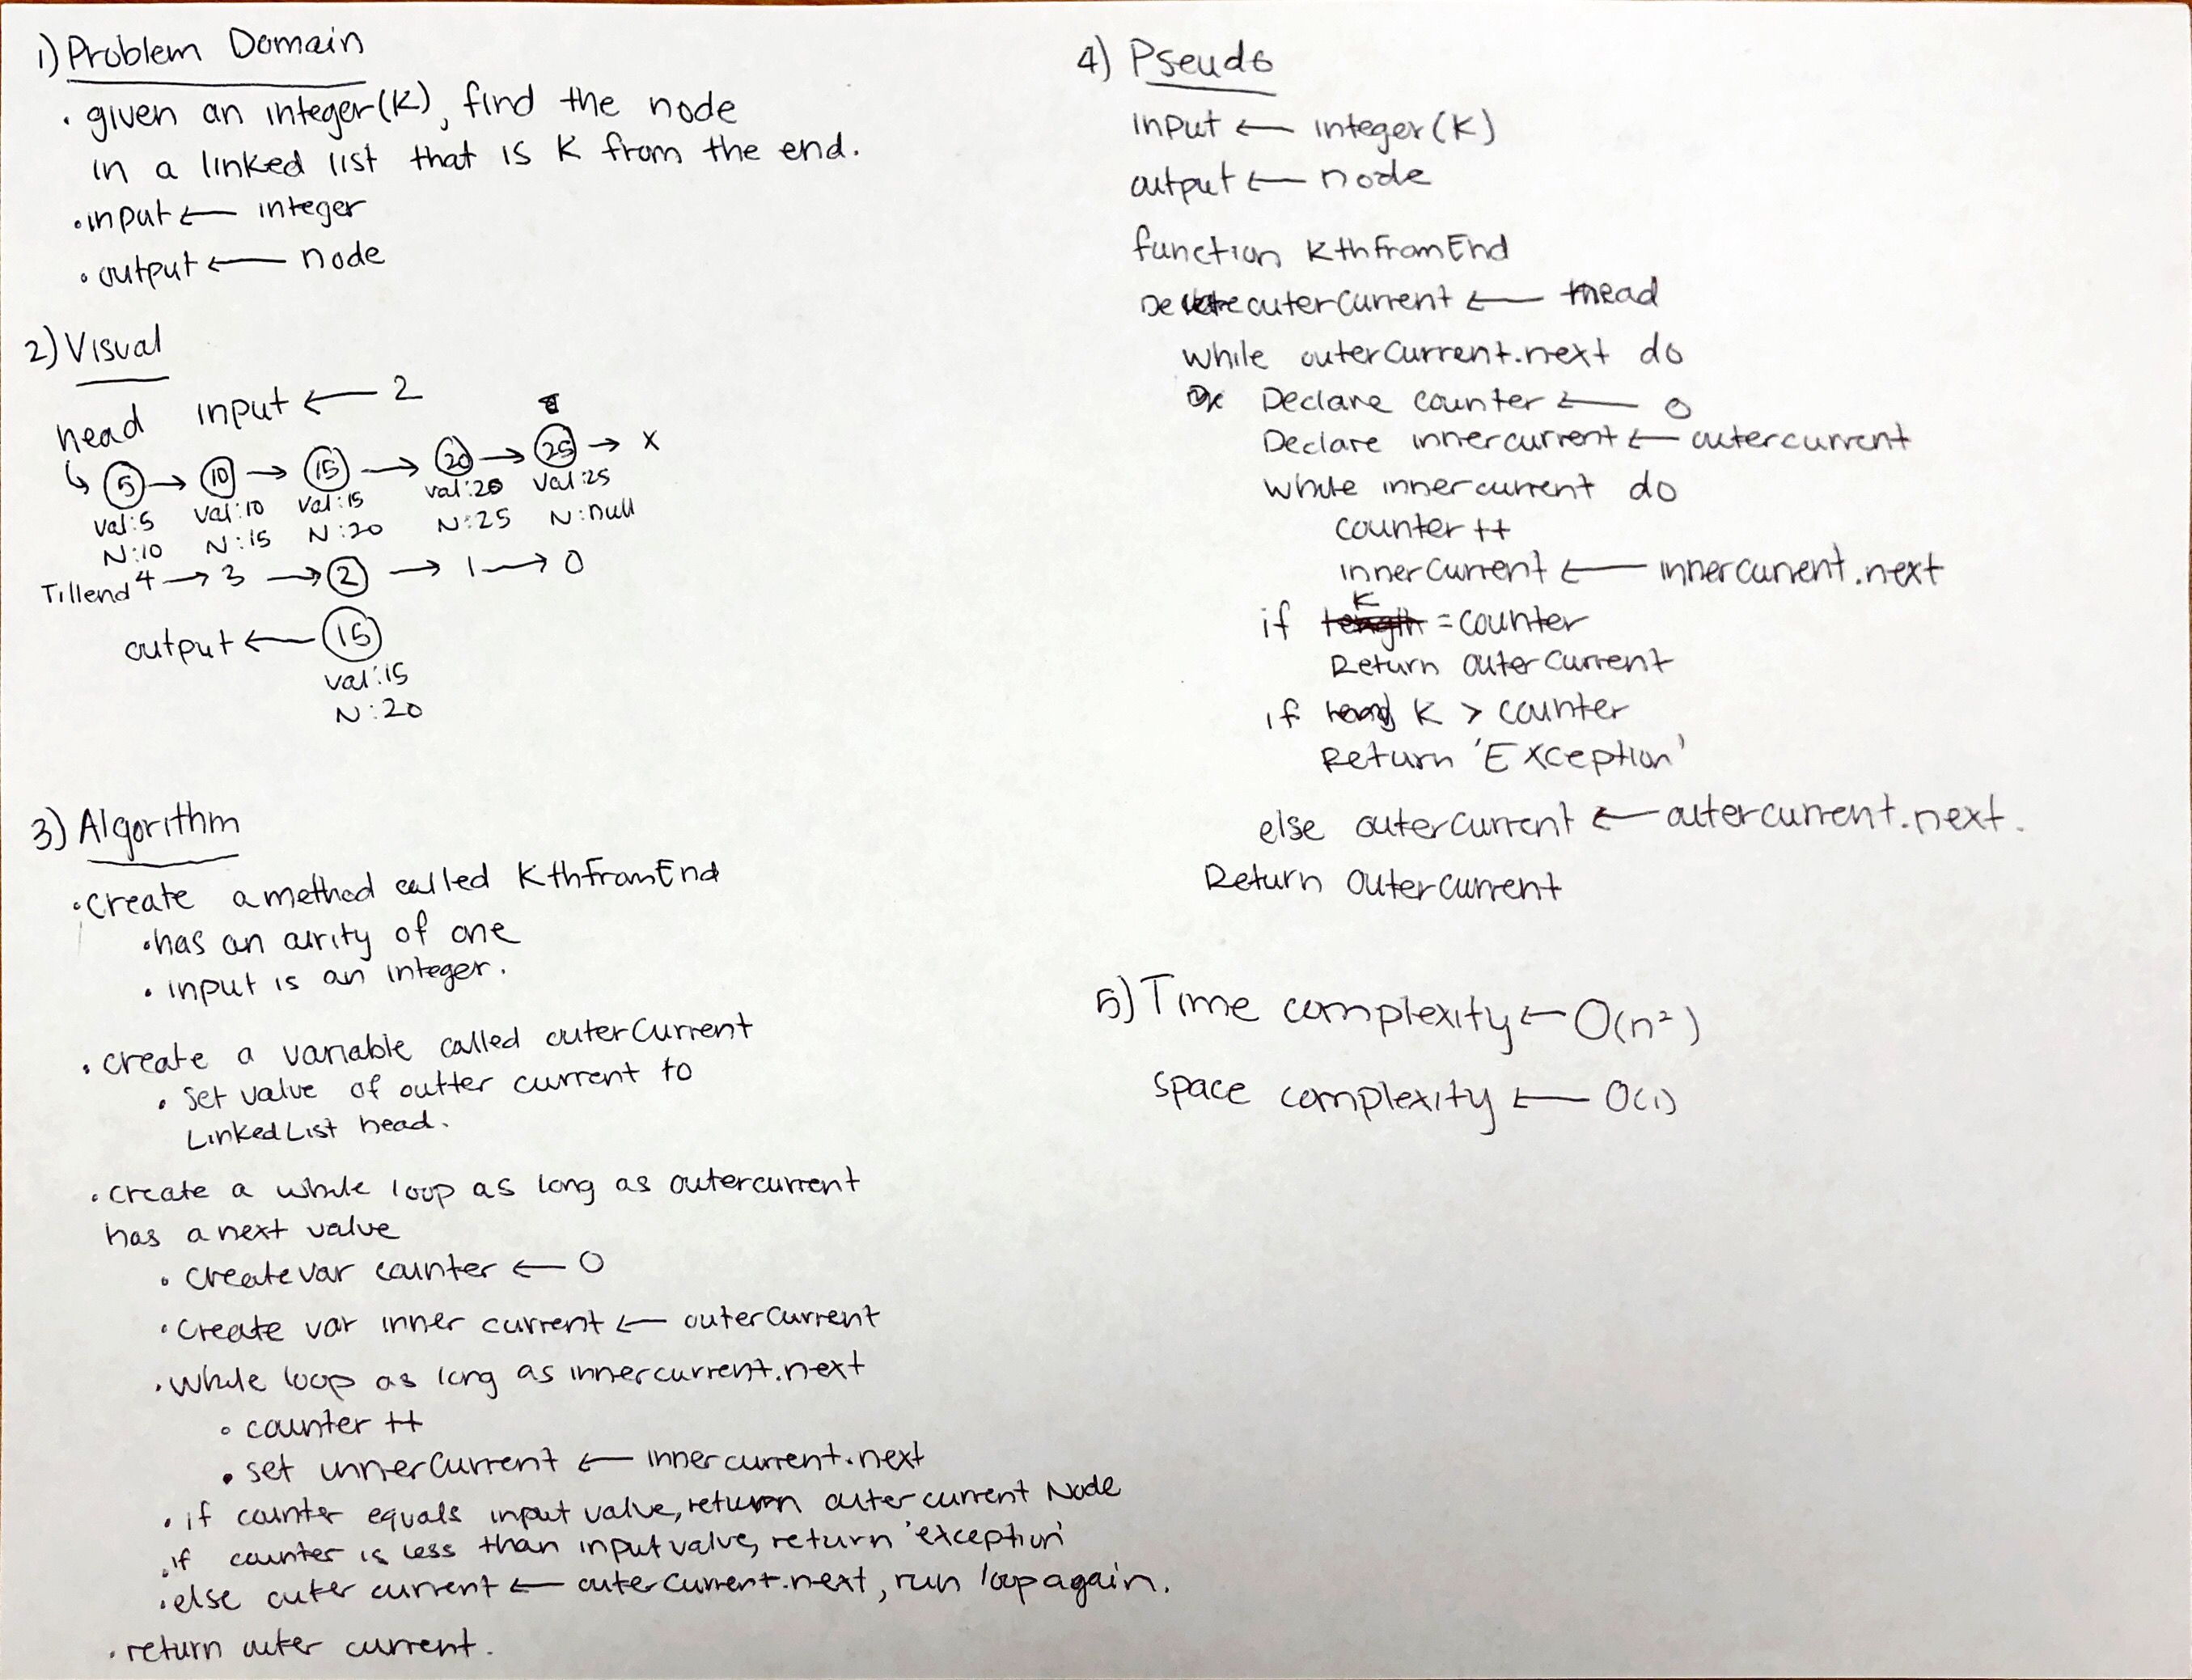 1) Problem Domain
· given an integer(K), find the node
in a linked list that is K from the end.
· input ← integer
· output ← node
2) Visual
head input ← 2
5 → 10 → 15 → 20 → 25 → X
val:5 val:10 val:15 val:20 val:25
N:10 N:15 N:20 N:25 N:null
Tillend 4 → 3 → 2 → 1 → 0
output ← 15
val:15
N:20
3) Algorithm
· create a method called KthFromEnd
· has an airity of one
· input is an integer.
· create a variable called outerCurrent
· set value of outter current to
LinkedList head.
· create a while loop as long as outercurrent
has a next value
· create var counter ← 0
· create var inner current ← outerCurrent
· while loop as long as innercurrent.next
· counter ++
· set innerCurrent ← innercurrent.next
· if counter equals input value, return outer current Node
· if counter is less than input value, return 'exception'
· else outer current ← outerCurrent.next, run loop again.
· return outer current.
4) Pseudo
input ← integer(K)
output ← node
function KthFromEnd
outerCurrent ← head
while outerCurrent.next do
Declare counter ← 0
Declare innercurrent ← outercurrent
while innercurrent do
counter ++
innerCurrent ← innercurrent.next
if K = counter
Return outerCurrent
if K > counter
Return 'Exception'
else outerCurrent ← outercurrent.next.
Return outerCurrent
5) Time complexity ← O(n²)
space complexity ← O(1)